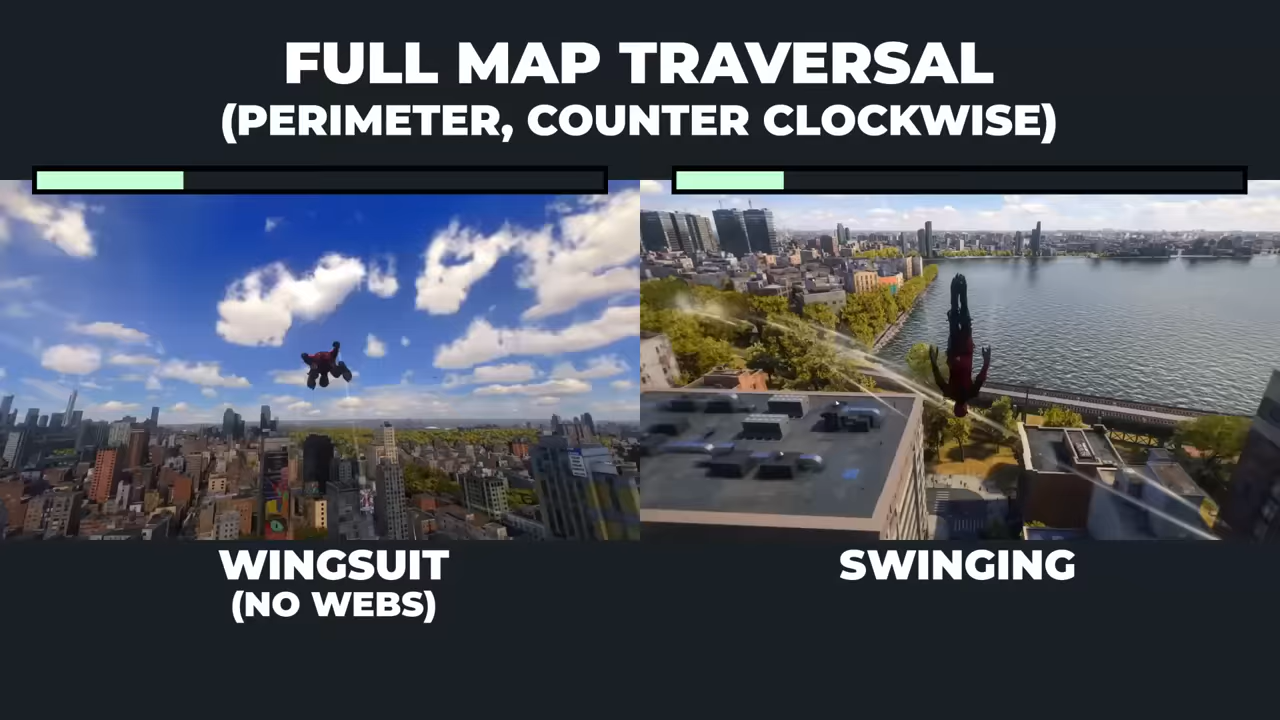 FULL MAP TRAVERSAL
(PERIMETER, COUNTER CLOCKWISE)
WINGSUIT
(NO WEBS)
SWINGING